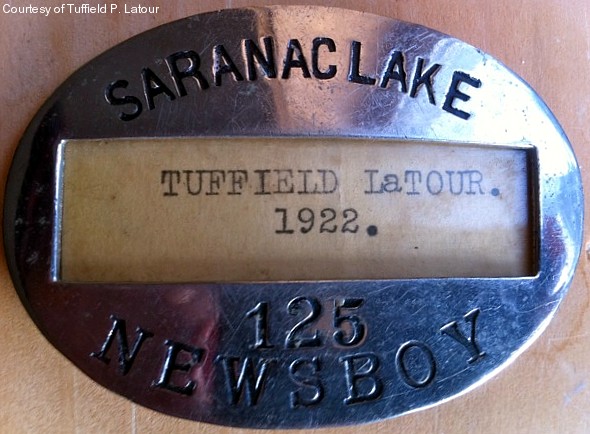 Courtesy of Tuffield P. Latour
SARANAC LAKE
TUFFIELD LaTOUR.
1922.
125
NEWSBOY